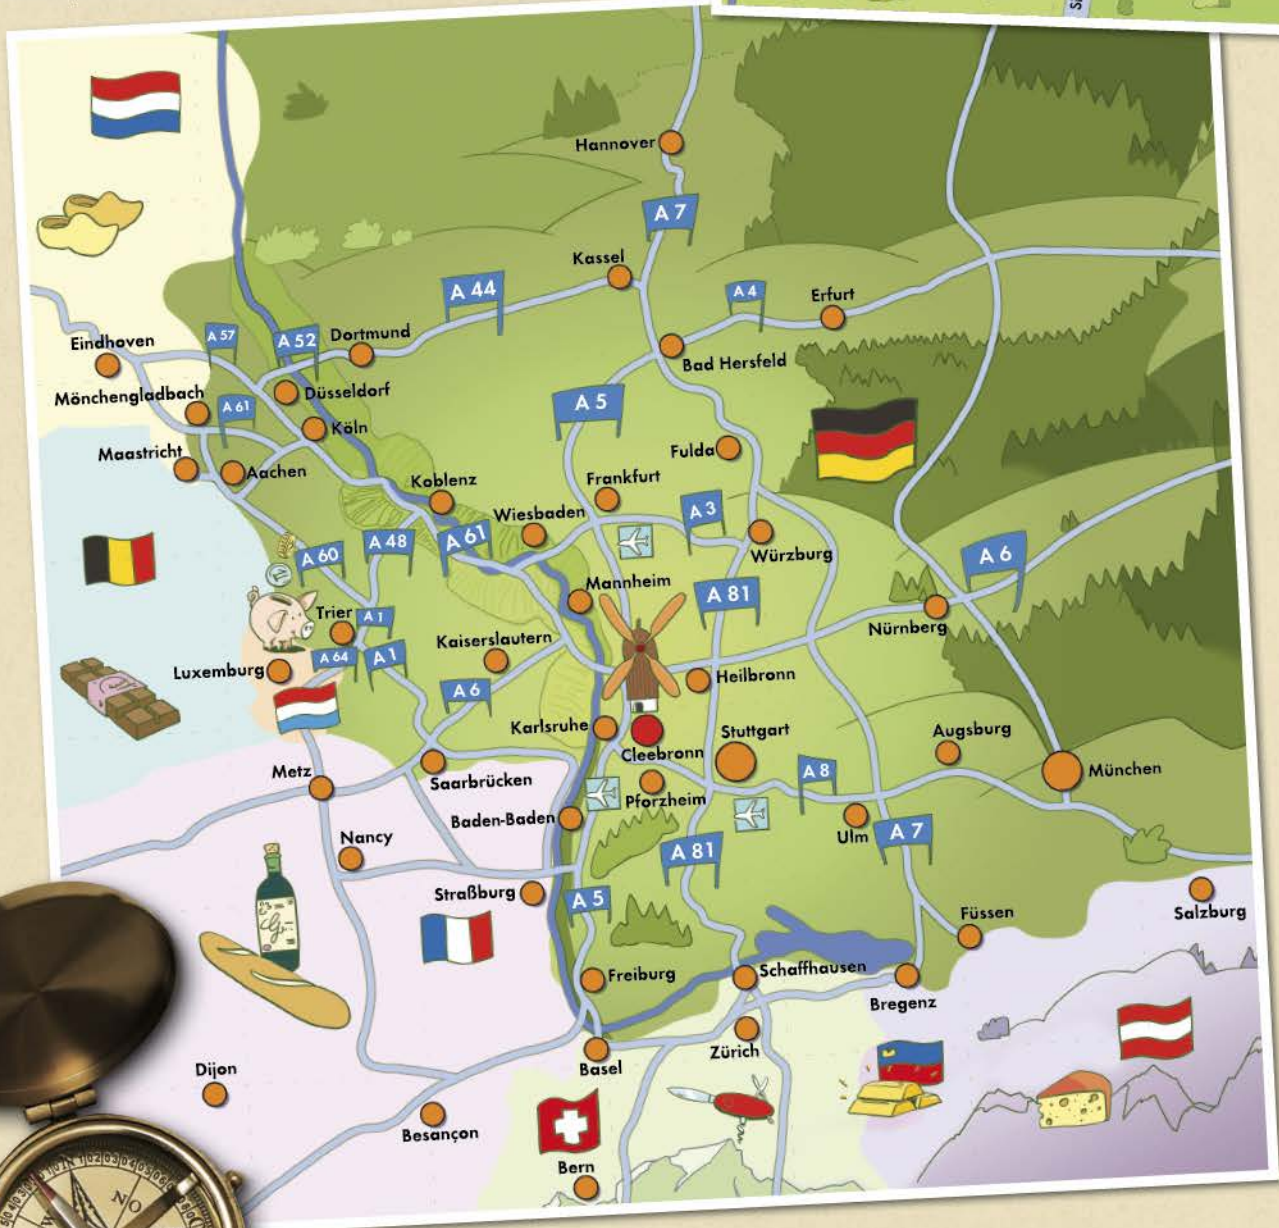 Hannover
A 7
Kassel
A 44
A 4
Erfurt
A 57
Eindhoven
A 52
Dortmund
Bad Hersfeld
Mönchengladbach
Düsseldorf
A 61
A 5
Köln
Maastricht
Aachen
Fulda
Koblenz
Frankfurt
Wiesbaden
A 3
A 60
A 48
A 61
Würzburg
A 6
Mannheim
A 81
Trier
A 1
Nürnberg
Kaiserslautern
Luxemburg
A 64
A 1
Heilbronn
A 6
Karlsruhe
Cleebronn
Stuttgart
Augsburg
Metz
Saarbrücken
A 8
München
Pforzheim
Baden-Baden
Nancy
Ulm
A 7
A 81
Straßburg
A 5
Füssen
Salzburg
Freiburg
Schaffhausen
Bregenz
Zürich
Basel
Dijon
Besançon
Bern
NO